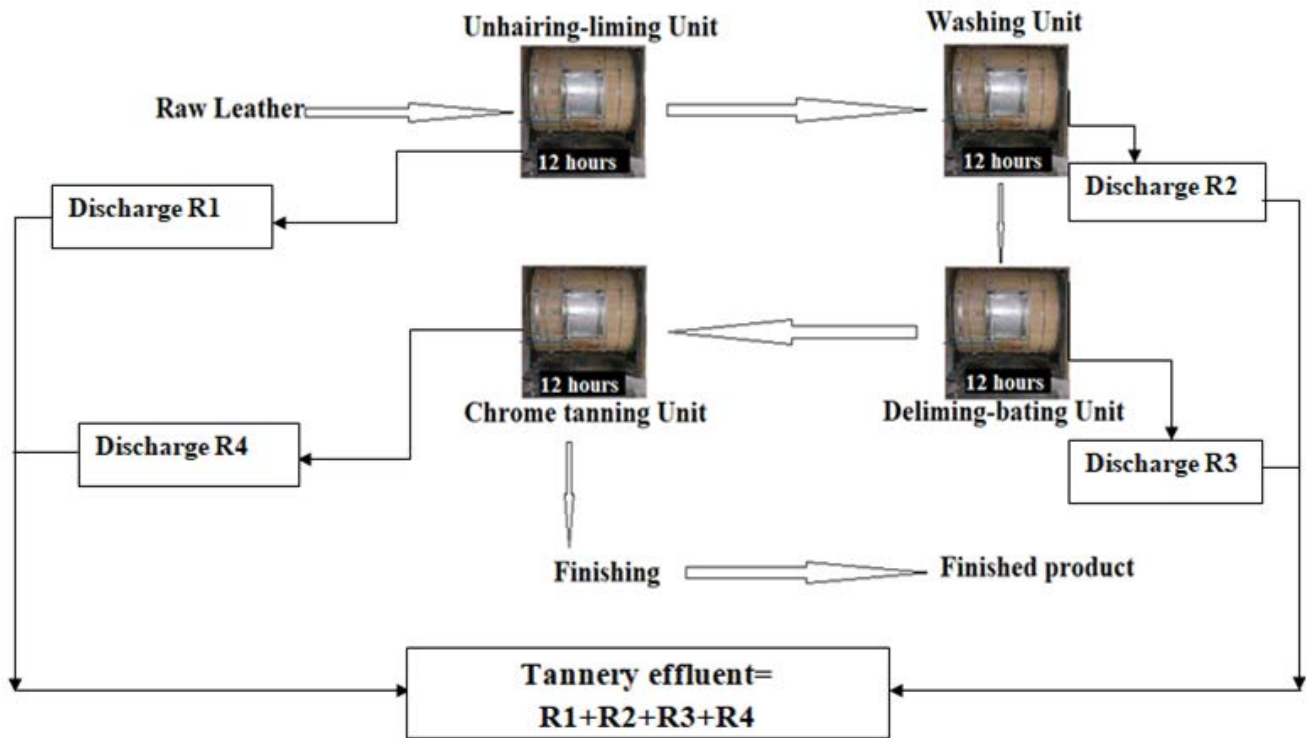 Unhairing-liming Unit
Washing Unit
Raw Leather
12 hours
12 hours
Discharge R1
Discharge R2
12 hours
12 hours
Chrome tanning Unit
Deliming-bating Unit
Discharge R4
Discharge R3
Finishing
Finished product
Tannery effluent=
R1+R2+R3+R4